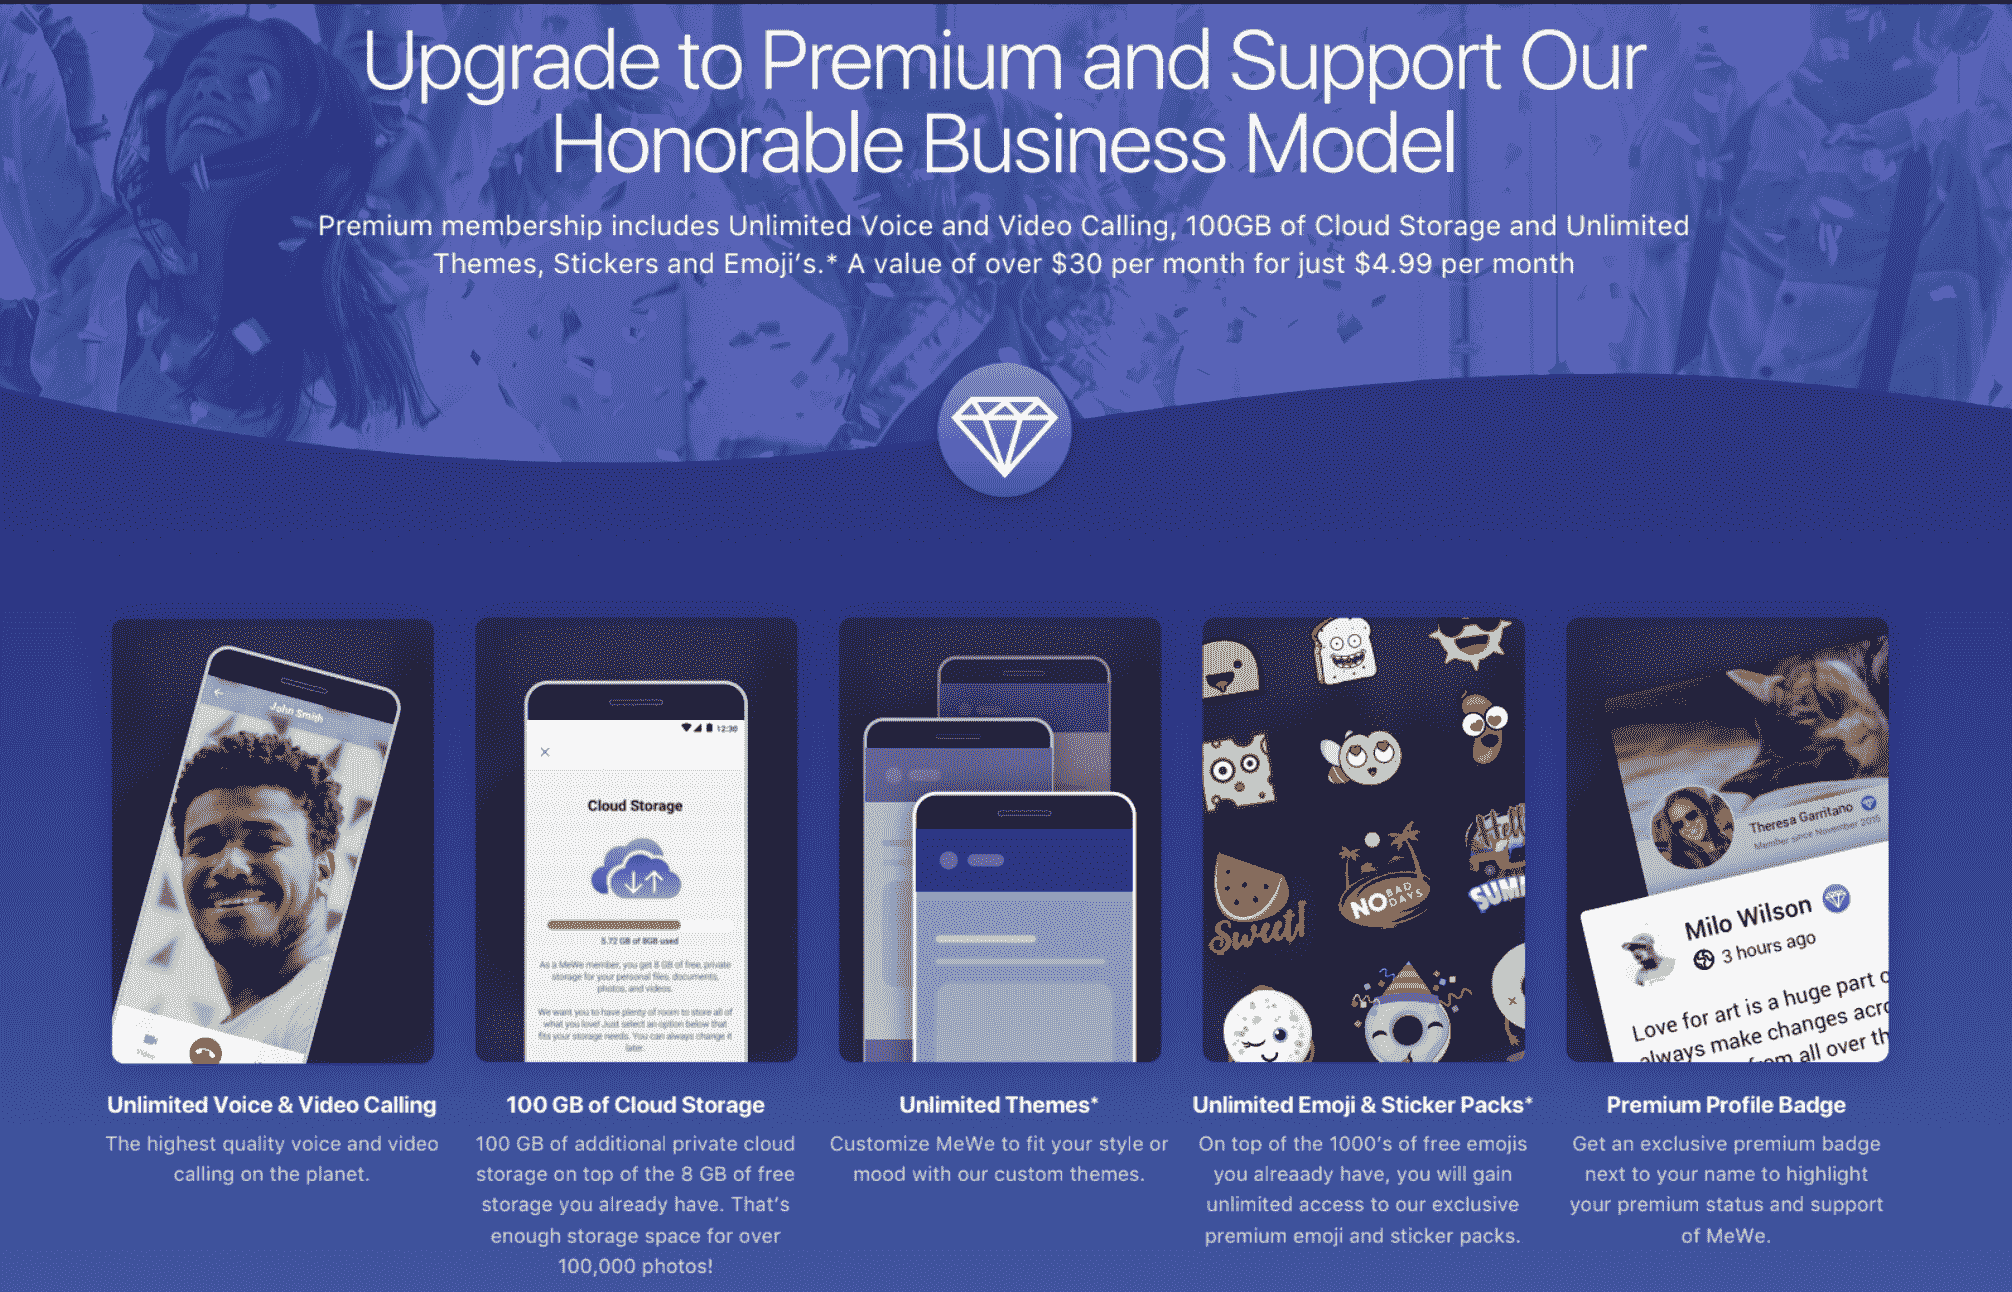 Upgrade to Premium and Support Our
Honorable Business Model
Premium membership includes Unlimited Voice and Video Calling, 100GB of Cloud Storage and Unlimited
Themes, Stickers and Emoji's.* A value of over $30 per month for just $4.99 per month
John Smith
Video
12:30
Cloud Storage
5.72 GB of 8GB used
As a MeWe member, you get 8 GB of free, private
storage for your personal files, documents,
photos, and videos.
We want you to have plenty of room to store all of
what you love! Just select an option below that
fits your storage needs. You can always change it
later.
Hell
SUM
NO BAD DAYS
Sweet!
Theresa Garritano
Member since November 2015
Milo Wilson
3 hours ago
Love for art is a huge part o
always make changes acro
from all over th
Unlimited Voice & Video Calling
The highest quality voice and video
calling on the planet.
100 GB of Cloud Storage
100 GB of additional private cloud
storage on top of the 8 GB of free
storage you already have. That's
enough storage space for over
100,000 photos!
Unlimited Themes*
Customize MeWe to fit your style or
mood with our custom themes.
Unlimited Emoji & Sticker Packs*
On top of the 1000's of free emojis
you alreaady have, you will gain
unlimited access to our exclusive
premium emoji and sticker packs.
Premium Profile Badge
Get an exclusive premium badge
next to your name to highlight
your premium status and support
of MeWe.